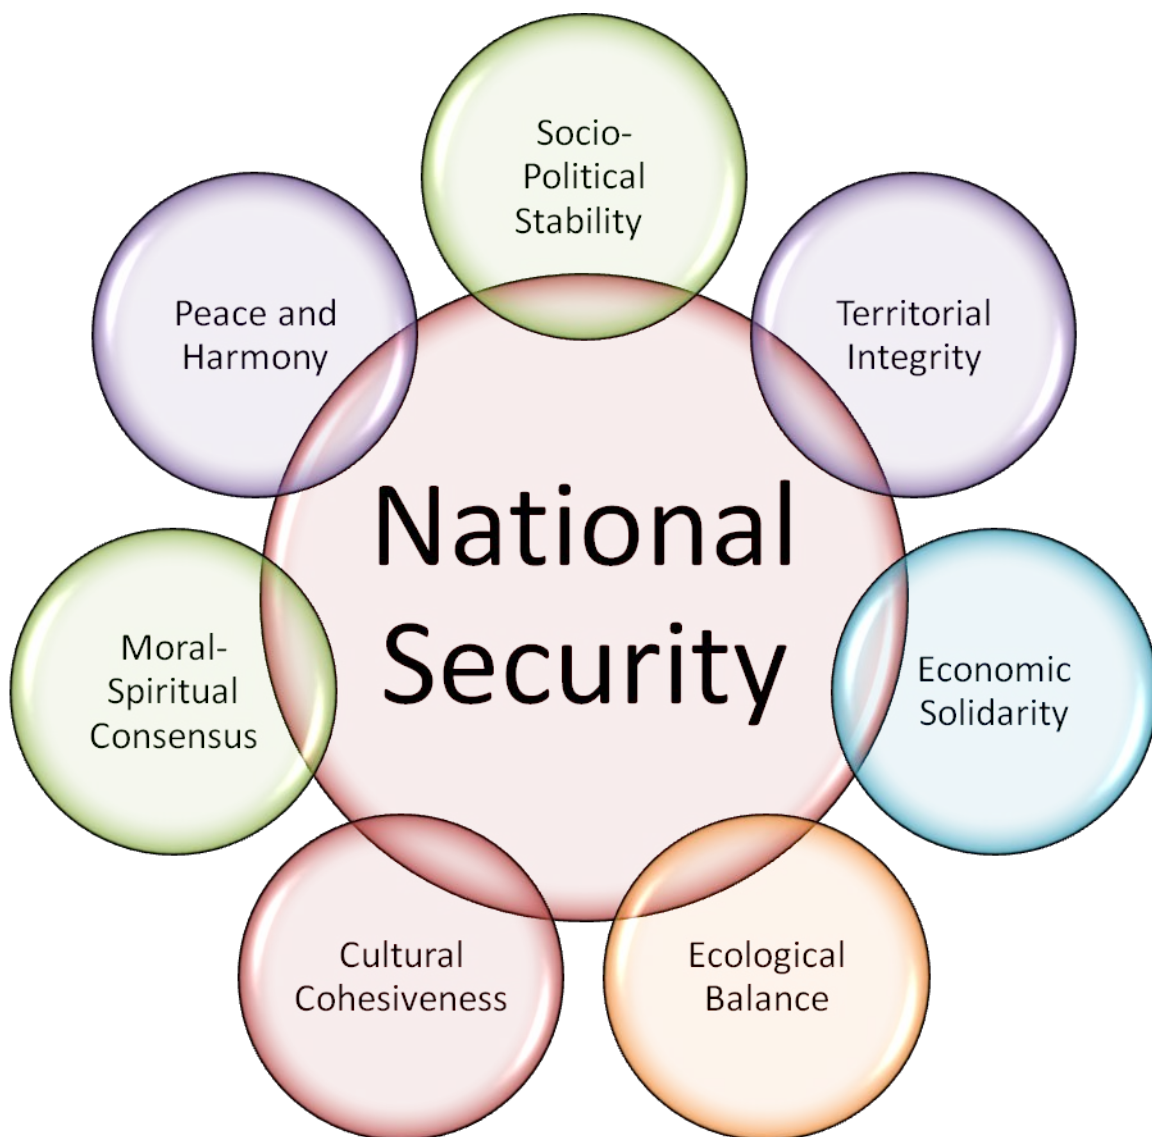 Socio-
Political
Stability
Peace and
Harmony
Territorial
Integrity
National
Security
Moral-
Spiritual
Consensus
Economic
Solidarity
Cultural
Cohesiveness
Ecological
Balance